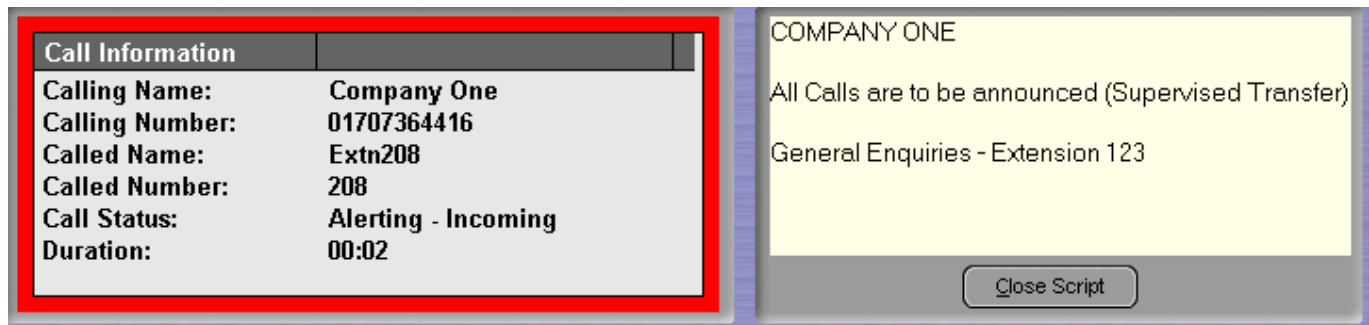 Call Information
Calling Name: Company One
Calling Number: 01707364416
Called Name: Extn208
Called Number: 208
Call Status: Alerting - Incoming
Duration: 00:02
COMPANY ONE
All Calls are to be announced (Supervised Transfer)
General Enquiries - Extension 123
Close Script